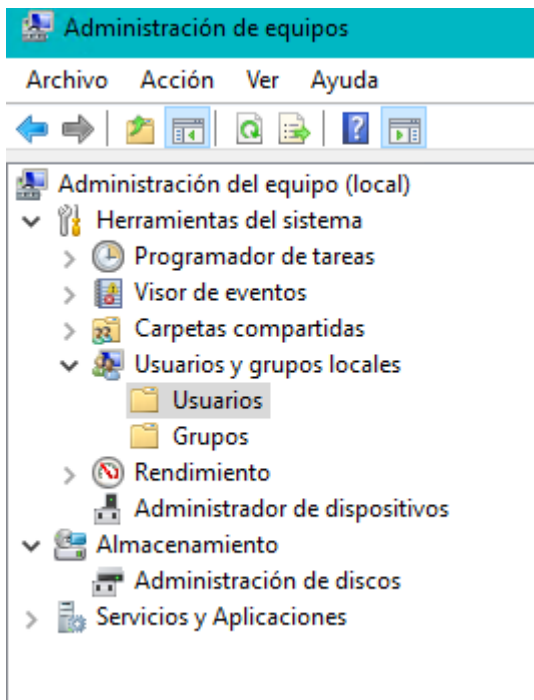 Administración de equipos
Archivo Acción Ver Ayuda
Administración del equipo (local)
Herramientas del sistema
Programador de tareas
Visor de eventos
Carpetas compartidas
Usuarios y grupos locales
Usuarios
Grupos
Rendimiento
Administrador de dispositivos
Almacenamiento
Administración de discos
Servicios y Aplicaciones